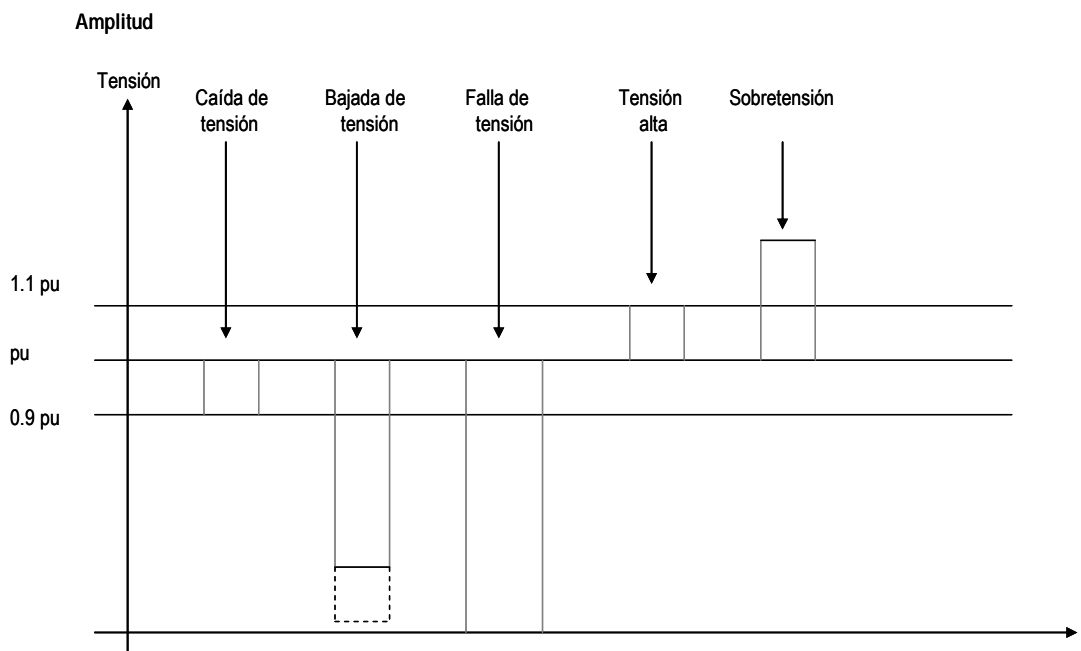 Amplitud
Tensión
Caída de
tensión
Bajada de
tensión
Falla de
tensión
Tensión
alta
Sobretensión
1.1 pu
pu
0.9 pu